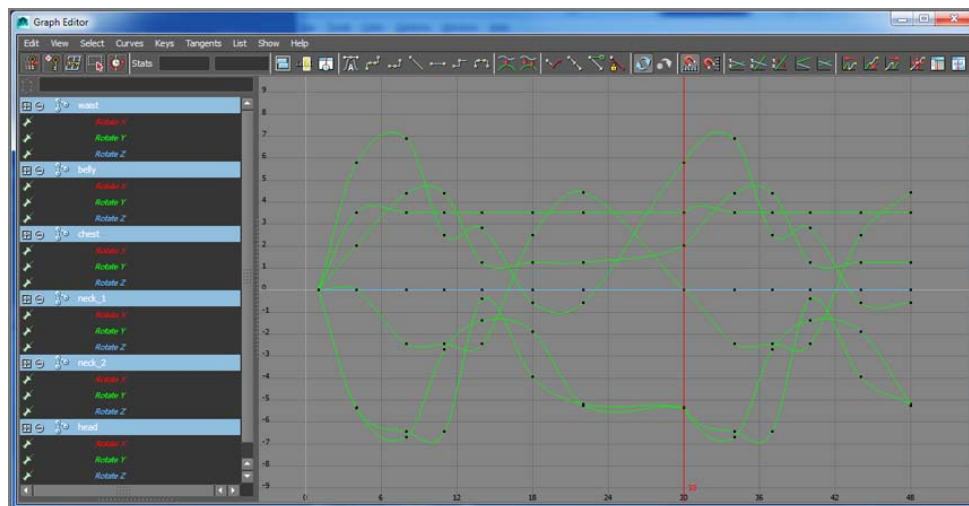 Graph Editor
Edit View Select Curves Keys Tangents List Show Help
Stats
waist
Rotate X
Rotate Y
Rotate Z
belly
Rotate X
Rotate Y
Rotate Z
chest
Rotate X
Rotate Y
Rotate Z
neck_1
Rotate X
Rotate Y
Rotate Z
neck_2
Rotate X
Rotate Y
Rotate Z
head
Rotate X
Rotate Y
Rotate Z
9
8
7
6
5
4
3
2
1
0
-1
-2
-3
-4
-5
-6
-7
-8
-9
0 6 12 18 24 30 36 42 48